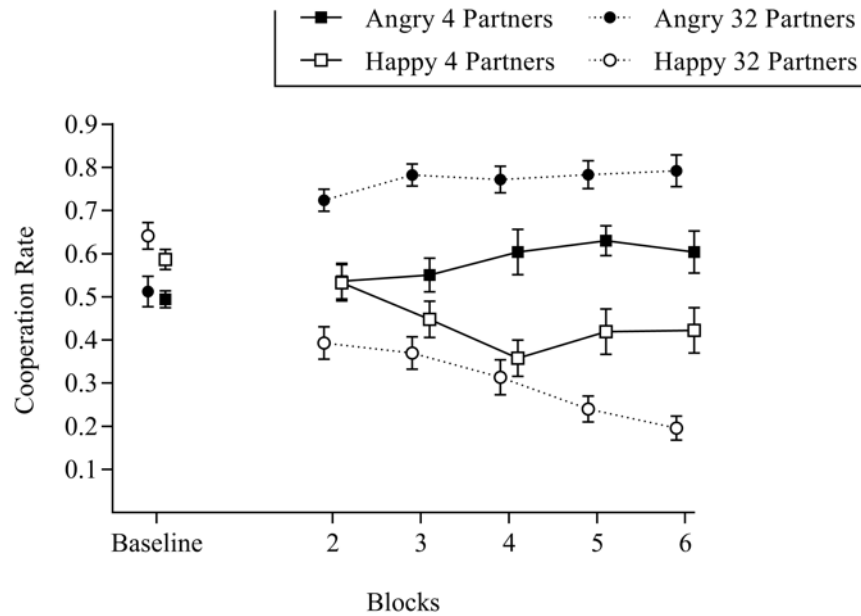 Angry 4 Partners Angry 32 Partners
Happy 4 Partners Happy 32 Partners
0.9
0.8
0.7
0.6
0.5
0.4
0.3
0.2
0.1
Cooperation Rate
Baseline 2 3 4 5 6
Blocks